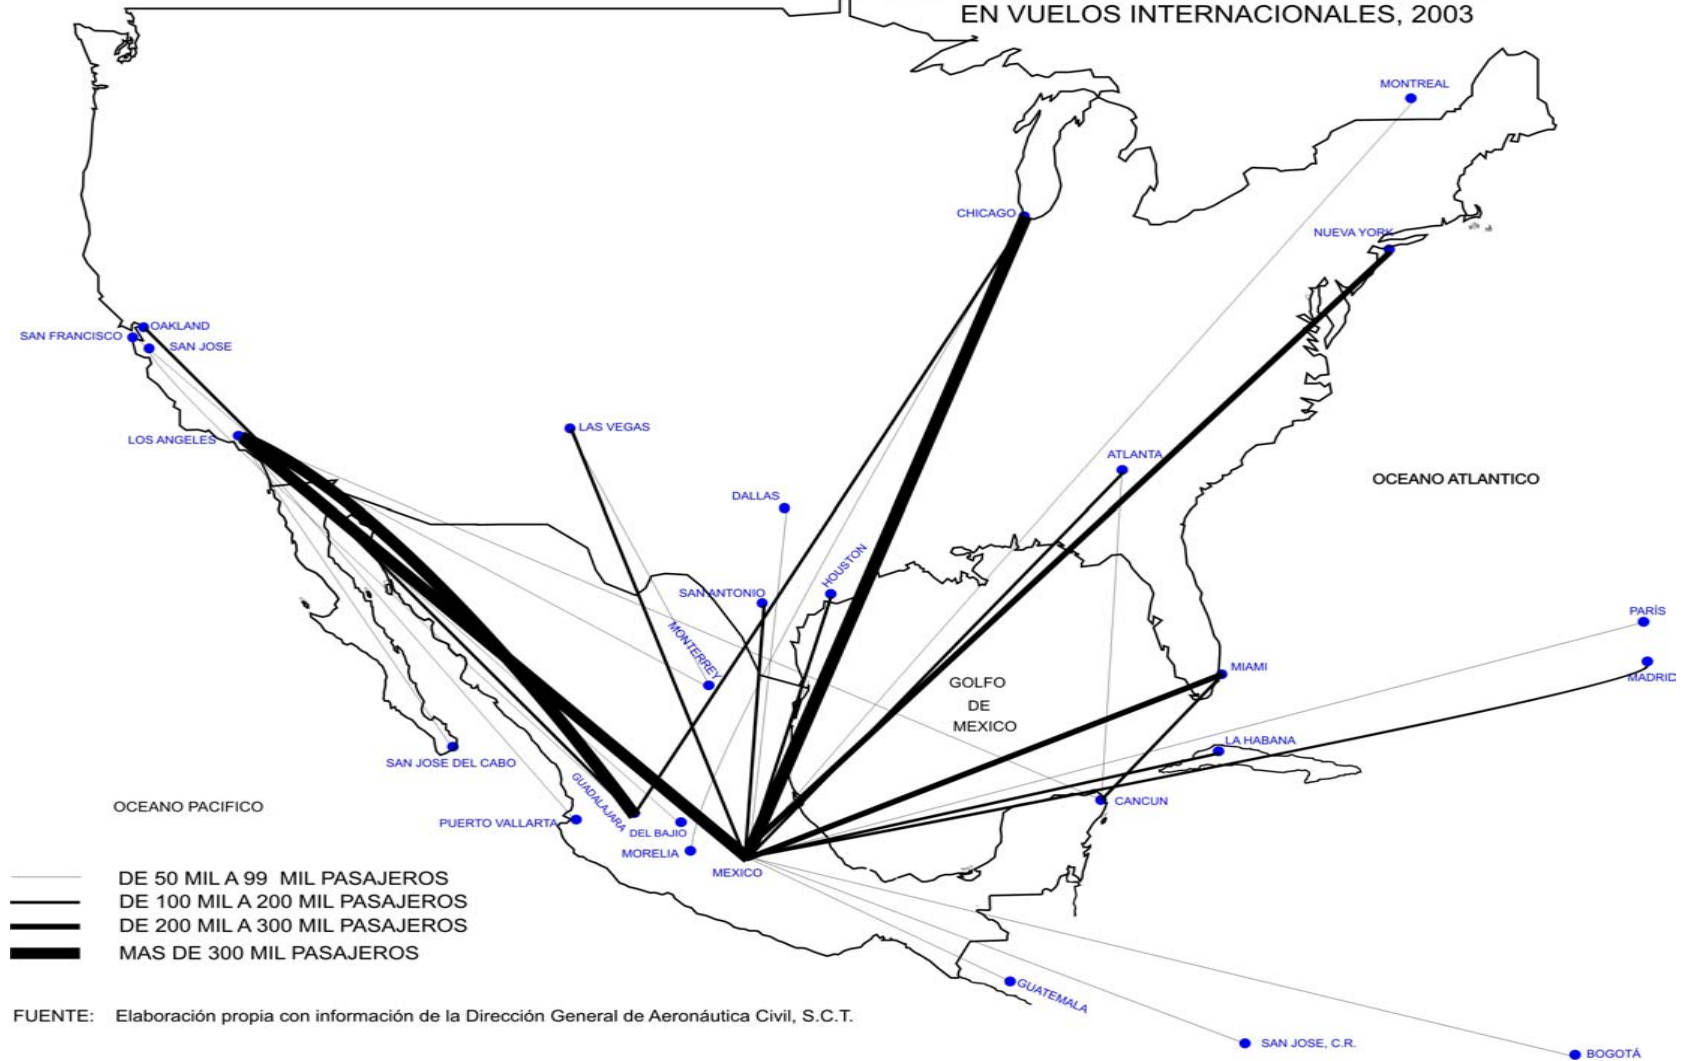 EN VUELOS INTERNACIONALES, 2003
MONTREAL
CHICAGO
NUEVA YORK
OAKLAND
SAN FRANCISCO
SAN JOSE
LOS ANGELES
LAS VEGAS
ATLANTA
OCEANO ATLANTICO
DALLAS
HOUSTON
SAN ANTONIO
PARÍS
MONTERREY
MIAMI
MADRID
GOLFO
DE
MEXICO
LA HABANA
SAN JOSE DEL CABO
OCEANO PACIFICO
GUADALAJARA
CANCUN
PUERTO VALLARTA
DEL BAJIO
MORELIA
MEXICO
DE 50 MIL A 99 MIL PASAJEROS
DE 100 MIL A 200 MIL PASAJEROS
DE 200 MIL A 300 MIL PASAJEROS
MAS DE 300 MIL PASAJEROS
GUATEMALA
FUENTE: Elaboración propia con información de la Dirección General de Aeronáutica Civil, S.C.T.
SAN JOSE, C.R.
BOGOTÁ